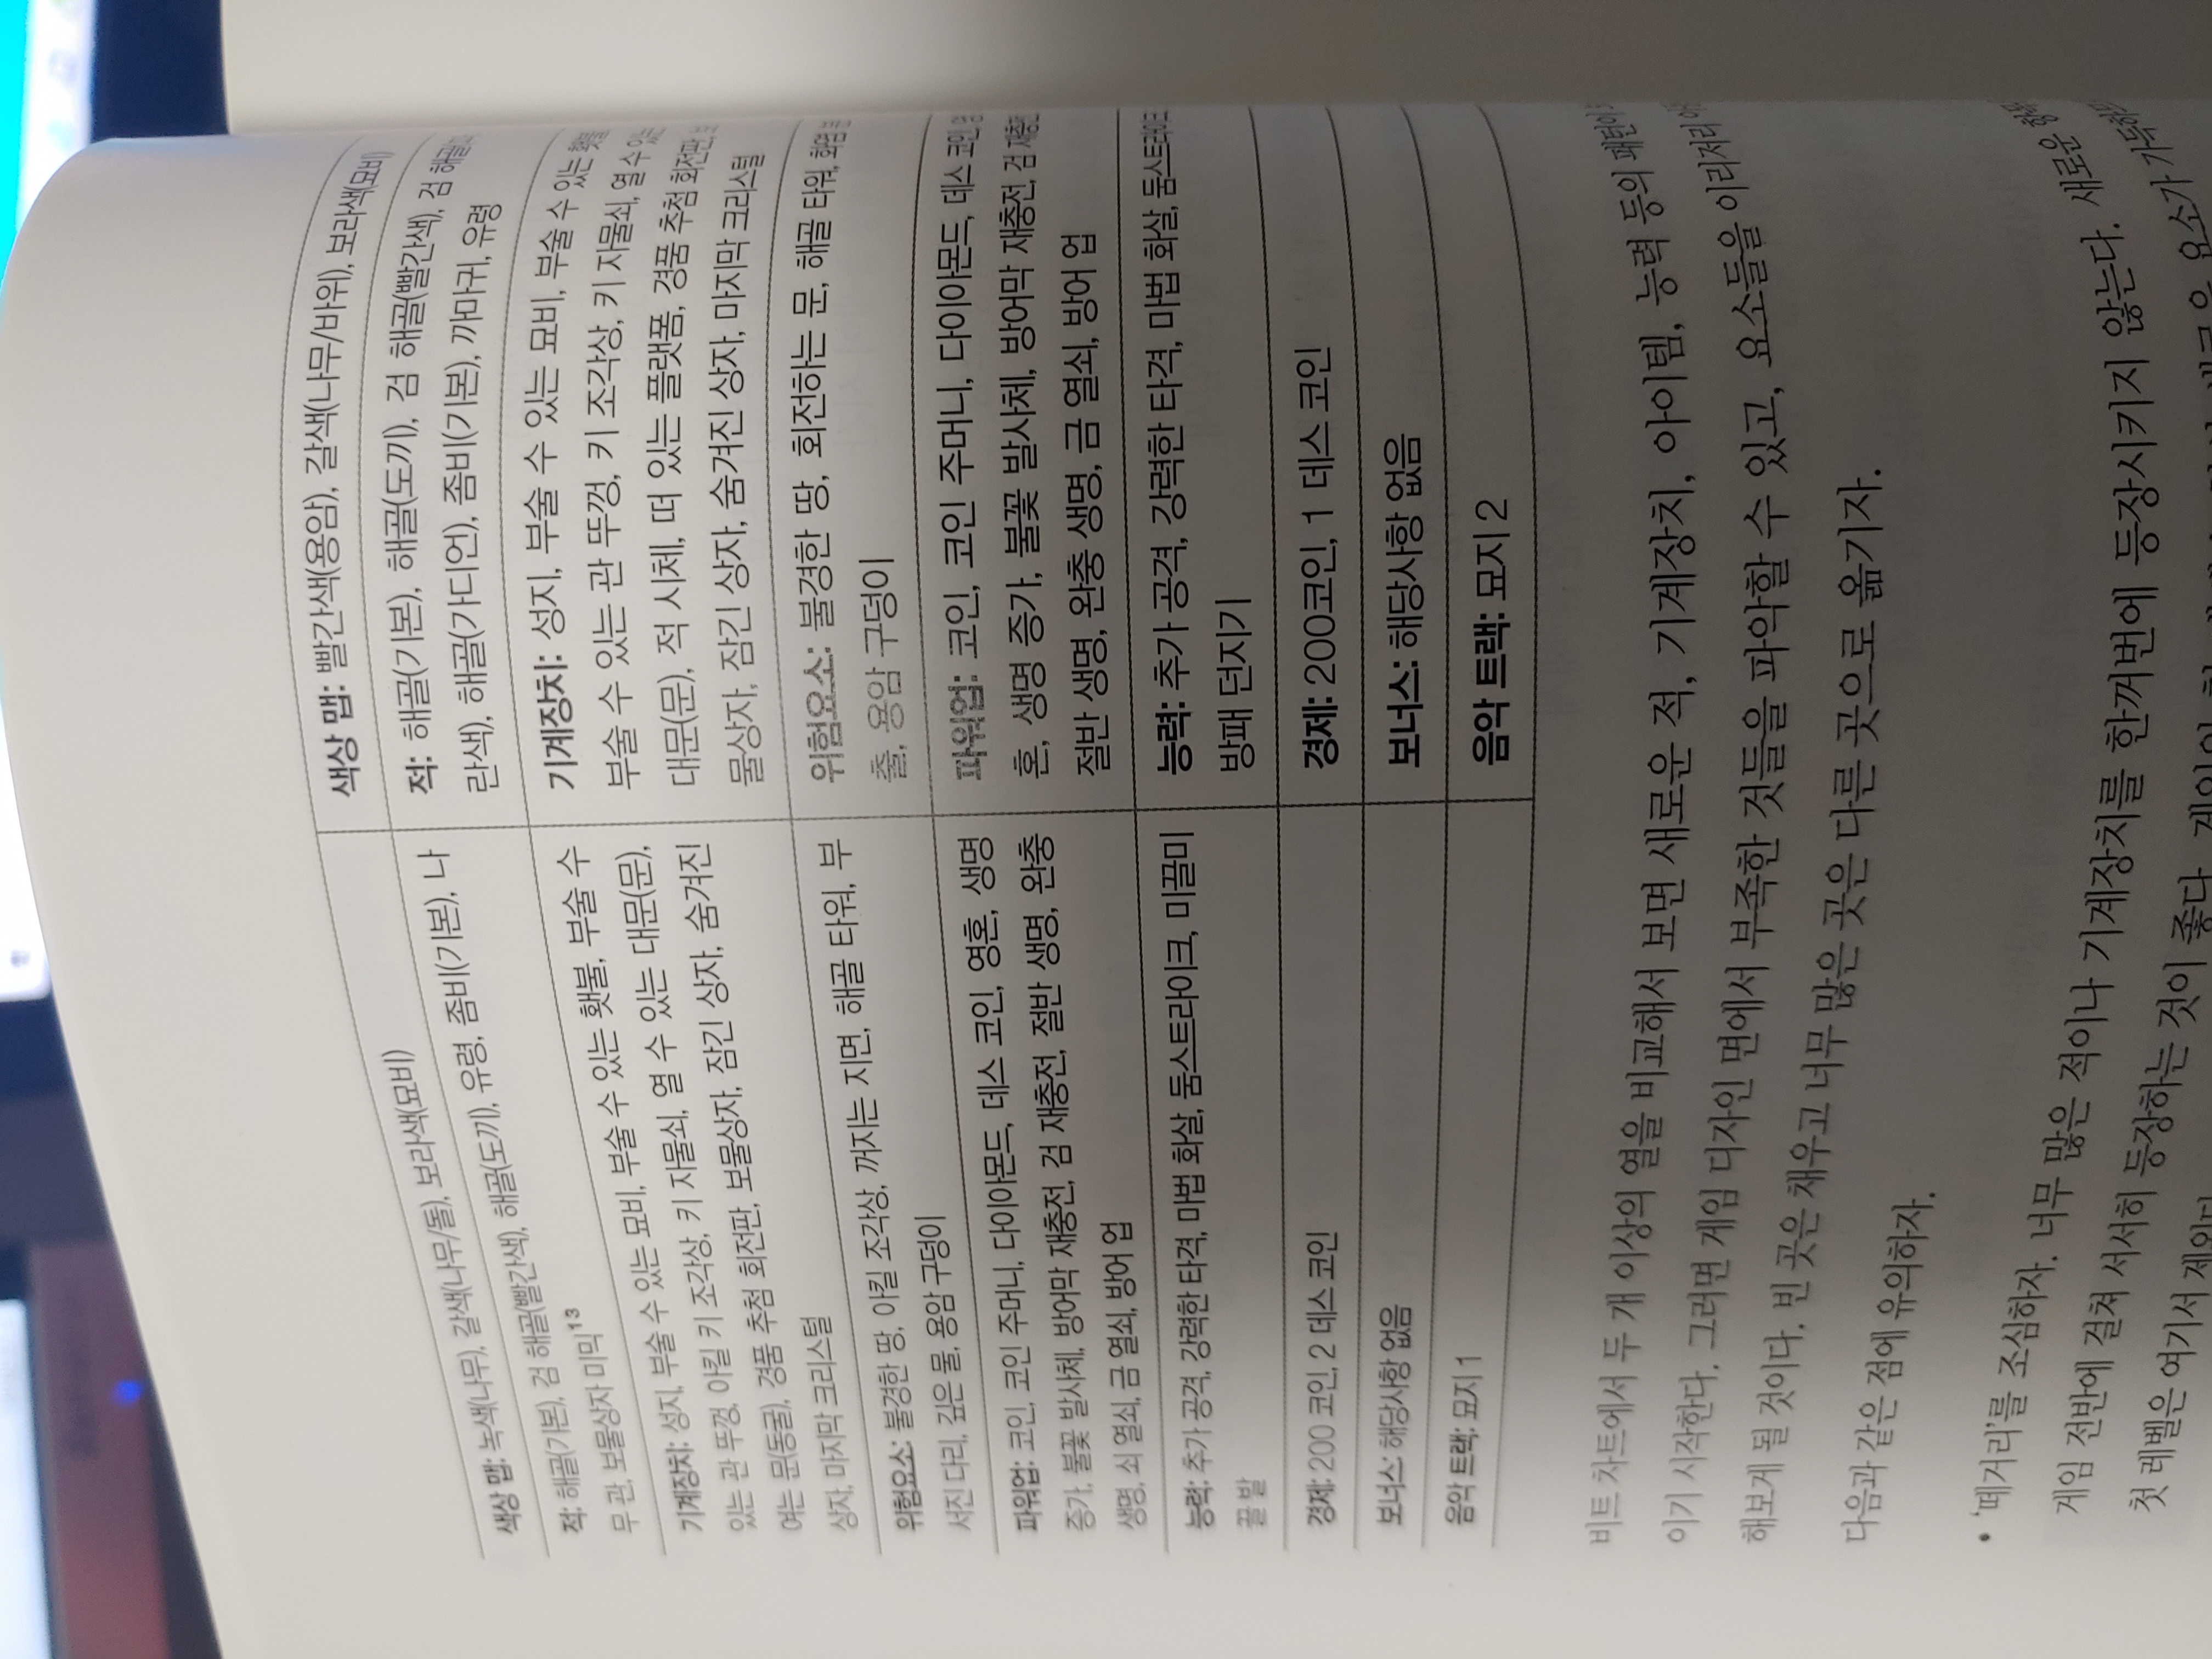 색상 맵: 녹색(나무), 갈색(나무/돌), 보라색(묘비)
적: 해골(기본), 검 해골(빨간색), 해골(도끼), 유령, 좀비(기본), 나
무 관, 보물상자 미믹13
기계장치: 성지, 부술 수 있는 묘비, 부술 수 있는 횃불, 부술 수
있는 관 뚜껑, 아킬 키 조각상, 키 자물쇠, 열 수 있는 대문(문),
여는 문(동굴), 경품 추첨 회전판, 보물상자, 잠긴 상자, 숨겨진
상자, 마지막 크리스털
위험요소: 불경한 땅, 아킬 조각상, 꺼지는 지면, 해골 타워, 부
서진 다리, 깊은 물, 용암 구덩이
파워업: 코인, 코인 주머니, 다이아몬드, 데스 코인, 영혼, 생명
증가, 불꽃 발사체, 방어막 재충전, 검 재충전, 절반 생명, 완충
생명, 쇠 열쇠, 금 열쇠, 방어 업
능력: 추가 공격, 강력한 타격, 마법 화살, 둠스트라이크, 미끌미
끌 발
경제: 200 코인, 2 데스 코인
보너스: 해당사항 없음
음악 트랙: 묘지 1
색상 맵: 빨간색(용암), 갈색(나무/바위), 보라색(묘비)
적: 해골(기본), 해골(도끼), 검 해골(빨간색), 검
란색), 해골(가디언), 좀비(기본), 까마귀, 유령
기계장치: 성지, 부술 수 있는 묘비, 부술 수 있는 횃불,
부술 수 있는 관 뚜껑, 키 조각상, 키 자물쇠, 열 수 있는
대문(문), 적 시체, 떠 있는 플랫폼, 경품 추첨 회전판,
물상자, 잠긴 상자, 숨겨진 상자, 마지막 크리스털
위험요소: 불경한 땅, 회전하는 문, 해골 타워, 화염
출, 용암 구덩이
파워업: 코인, 코인 주머니, 다이아몬드, 데스 코인,
혼, 생명 증가, 불꽃 발사체, 방어막 재충전, 검 재충전
절반 생명, 완충 생명, 금 열쇠, 방어 업
능력: 추가 공격, 강력한 타격, 마법 화살, 둠스트라이크
방패 던지기
경제: 200코인, 1 데스 코인
보너스: 해당사항 없음
음악 트랙: 묘지 2
비트 차트에서 두 개 이상의 열을 비교해서 보면 새로운 적, 기계장치, 아이템, 능력 등의 패턴이
이기 시작한다. 그러면 게임 디자인 면에서 부족한 것들을 파악할 수 있고, 요소들을 이리저리
해보게 될 것이다. 빈 곳은 채우고 너무 많은 곳은 다른 곳으로 옮기자.
다음과 같은 점에 유의하자.
• '떼거리'를 조심하자. 너무 많은 적이나 기계장치를 한꺼번에 등장시키지 않는다. 새로운
게임 전반에 걸쳐 서서히 등장하는 것이 좋다. 새로운 요소가
첫 레벨은 여기서